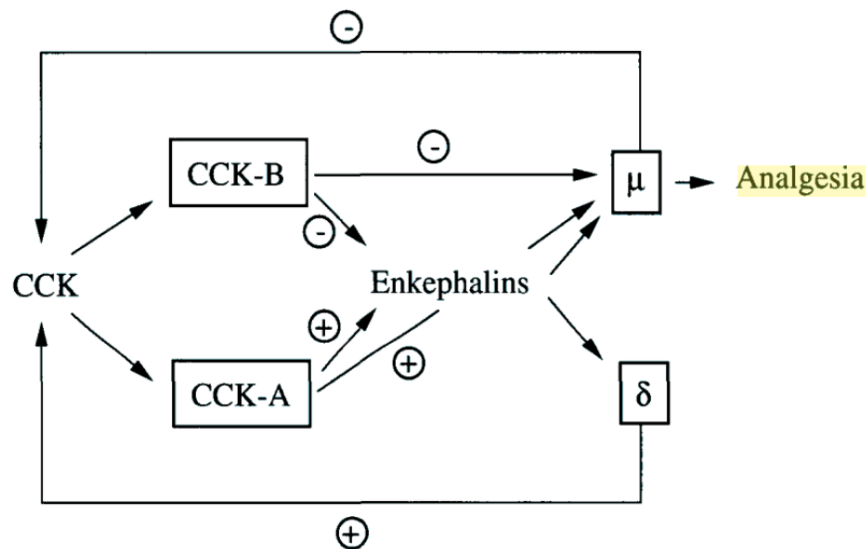 -
CCK-B
-
μ
Analgesia
-
CCK
Enkephalins
+
+
CCK-A
δ
+